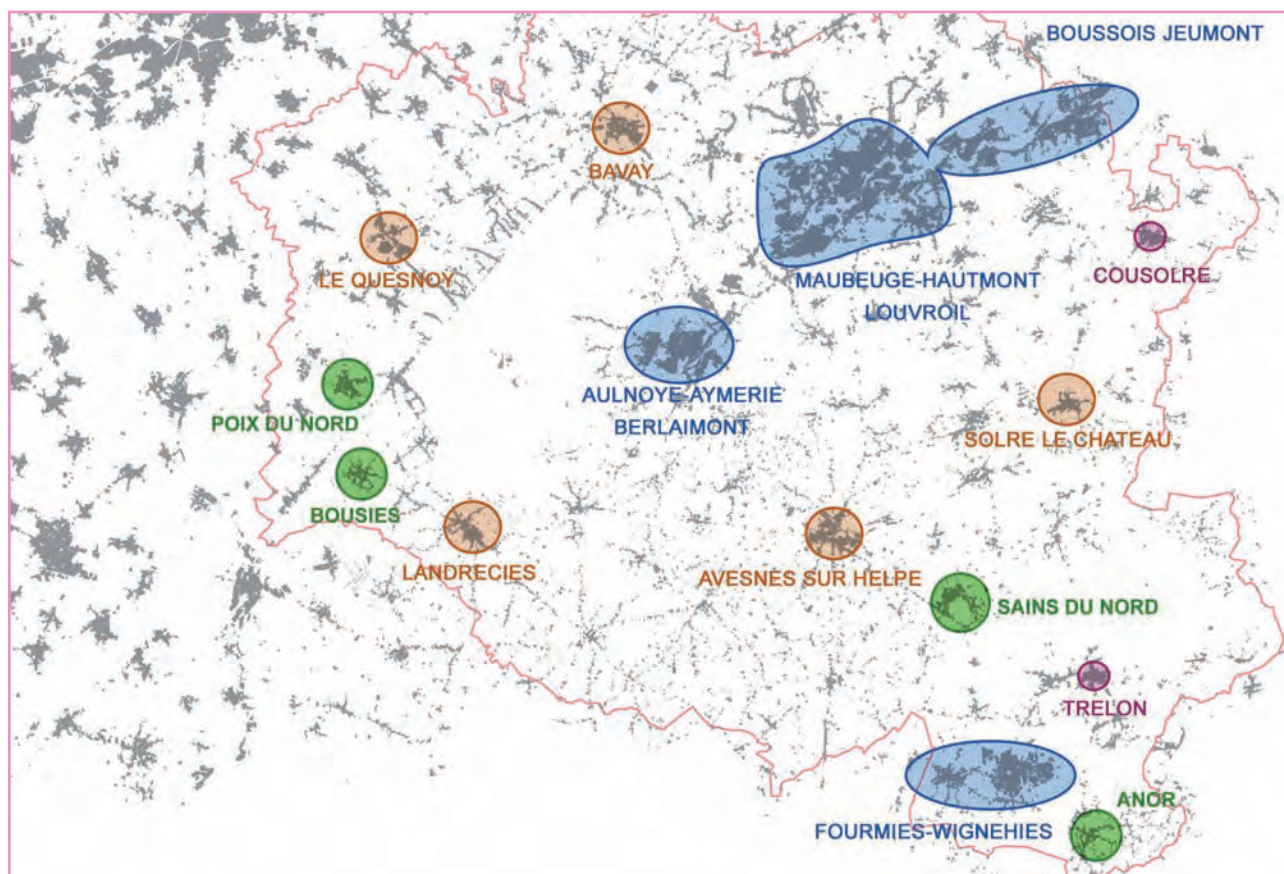 BOUSSOIS JEUMONT
BAVAY
LE QUESNOY
COUSOLRE
MAUBEUGE-HAUTMONT
LOUVROIL
AULNOYE-AYMERIE
BERLAIMONT
POIX DU NORD
SOLRE LE CHATEAU
BOUSIES
LANDRECIES
AVESNES SUR HELPE
SAINS DU NORD
TRELON
ANOR
FOURMIES-WIGNEHIES